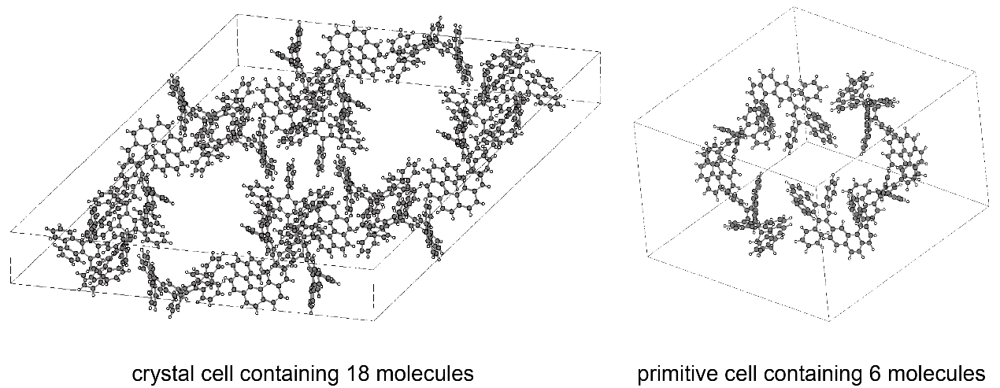 crystal cell containing 18 molecules
primitive cell containing 6 molecules